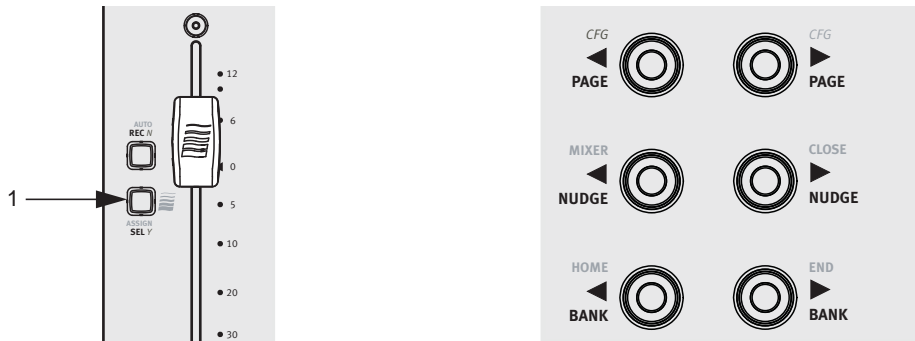 12
6
AUTO
REC N
0
1
5
ASSIGN
SEL Y
10
20
30
CFG
PAGE
CFG
PAGE
MIXER
NUDGE
CLOSE
NUDGE
HOME
BANK
END
BANK